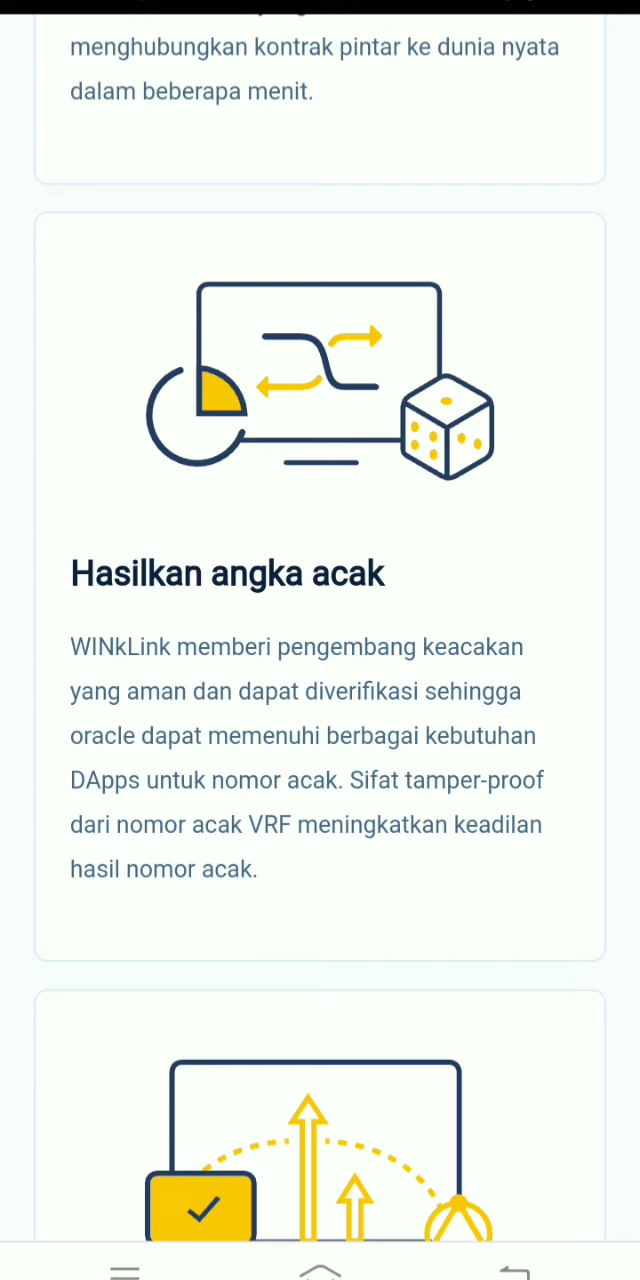 menghubungkan kontrak pintar ke dunia nyata
dalam beberapa menit.
Hasilkan angka acak
WINkLink memberi pengembang keacakan
yang aman dan dapat diverifikasi sehingga
oracle dapat memenuhi berbagai kebutuhan
DApps untuk nomor acak. Sifat tamper-proof
dari nomor acak VRF meningkatkan keadilan
hasil nomor acak.